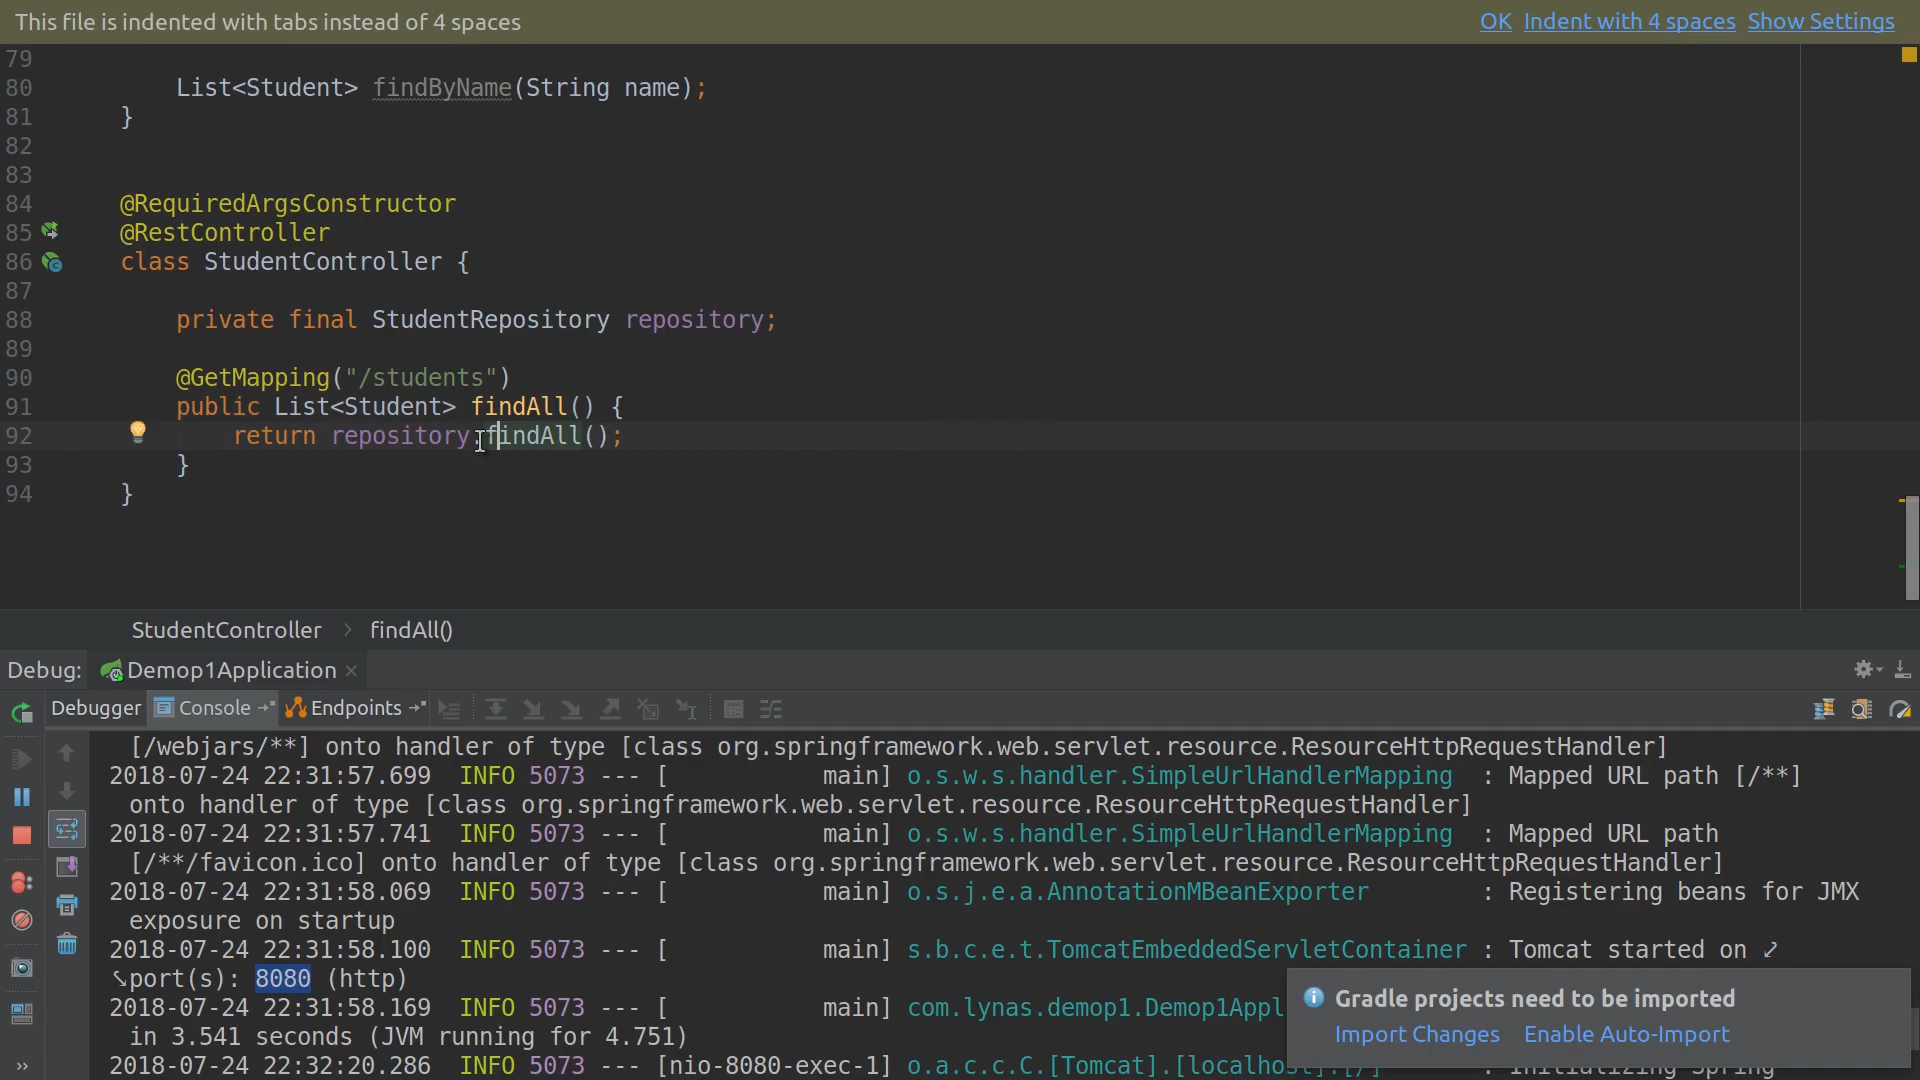 This file is indented with tabs instead of 4 spaces OK Indent with 4 spaces Show Settings
79
80 List<Student> findByName(String name);
81 }
82
83
84 @RequiredArgsConstructor
85 @RestController
86 class StudentController {
87
88 private final StudentRepository repository;
89
90 @GetMapping("/students")
91 public List<Student> findAll() {
92 return repository.findAll();
93 }
94 }
StudentController > findAll()
Debug: Demop1Application ×
Debugger Console Endpoints
[/webjars/**] onto handler of type [class org.springframework.web.servlet.resource.ResourceHttpRequestHandler]
2018-07-24 22:31:57.699 INFO 5073 --- [ main] o.s.w.s.handler.SimpleUrlHandlerMapping : Mapped URL path [/**]
onto handler of type [class org.springframework.web.servlet.resource.ResourceHttpRequestHandler]
2018-07-24 22:31:57.741 INFO 5073 --- [ main] o.s.w.s.handler.SimpleUrlHandlerMapping : Mapped URL path
[/**/favicon.ico] onto handler of type [class org.springframework.web.servlet.resource.ResourceHttpRequestHandler]
2018-07-24 22:31:58.069 INFO 5073 --- [ main] o.s.j.e.a.AnnotationMBeanExporter : Registering beans for JMX
exposure on startup
2018-07-24 22:31:58.100 INFO 5073 --- [ main] s.b.c.e.t.TomcatEmbeddedServletContainer : Tomcat started on
port(s): 8080 (http)
2018-07-24 22:31:58.169 INFO 5073 --- [ main] com.lynas.demop1.Demop1Appl
in 3.541 seconds (JVM running for 4.751)
2018-07-24 22:32:20.286 INFO 5073 --- [nio-8080-exec-1] o.a.c.c.C.[Tomcat].[localhost].[/] : Initializing Spring
Gradle projects need to be imported
Import Changes Enable Auto-Import